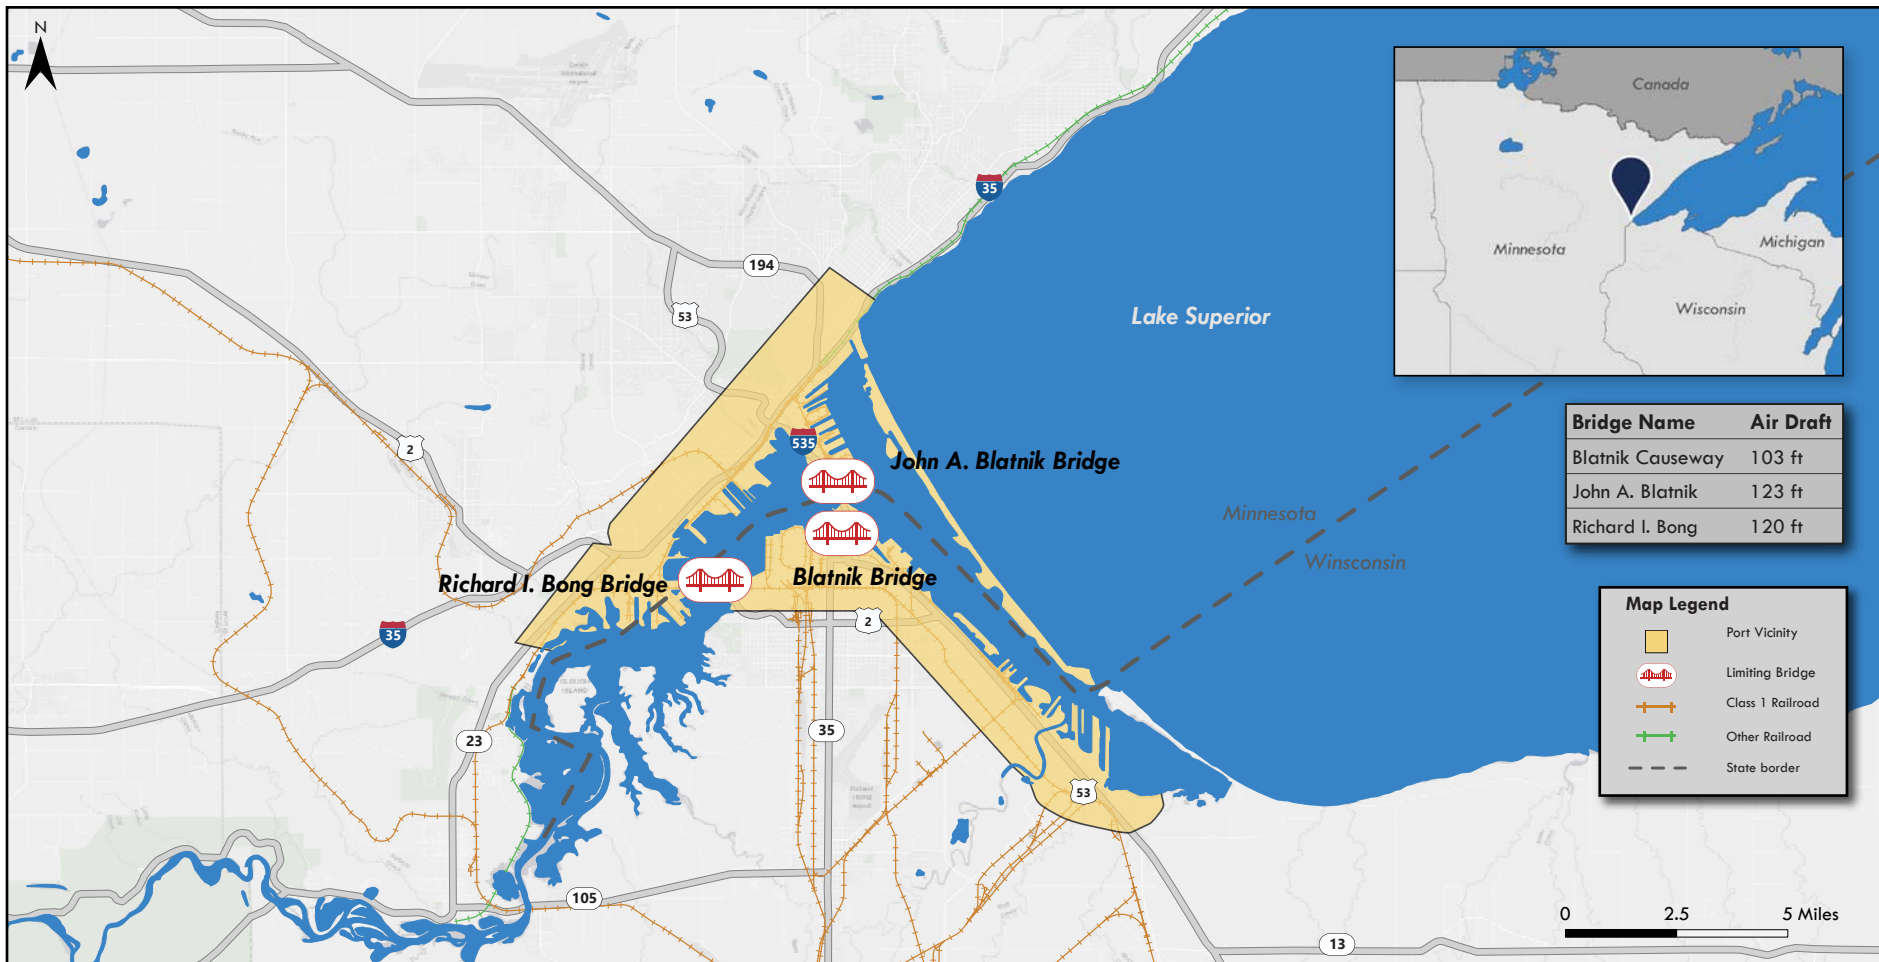 N
Canada
Minnesota
Michigan
Wisconsin
35
194
53
Lake Superior
Bridge Name Air Draft
Blatnik Causeway 103 ft
John A. Blatnik 123 ft
Richard I. Bong 120 ft
2
535
John A. Blatnik Bridge
Minnesota
Winsconsin
Richard I. Bong Bridge
Blatnik Bridge
Map Legend
Port Vicinity
Limiting Bridge
Class 1 Railroad
Other Railroad
State border
35
2
23
35
53
105
13
0 2.5 5 Miles